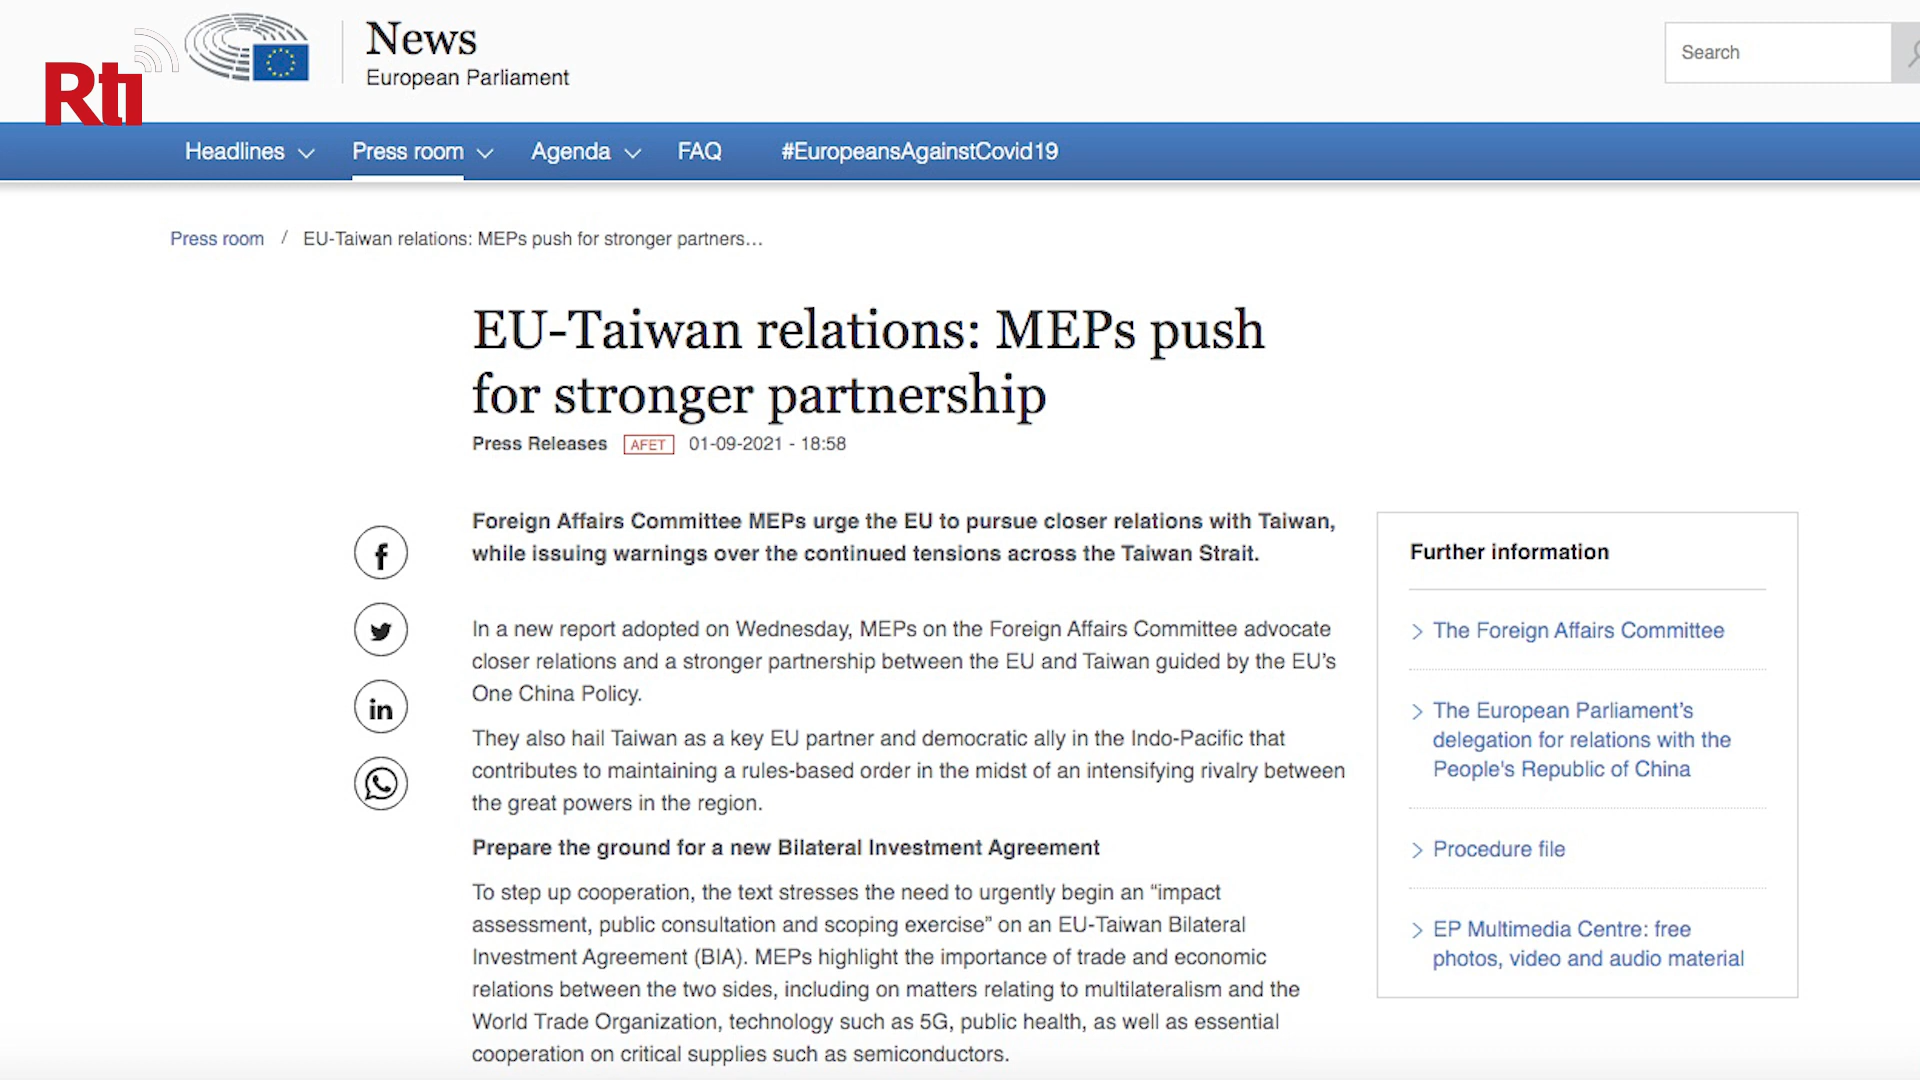 Rti
News
European Parliament
Search
Headlines
Press room
Agenda
FAQ
#EuropeansAgainstCovid19
Press room / EU-Taiwan relations: MEPs push for stronger partners...
EU-Taiwan relations: MEPs push
for stronger partnership
Press Releases AFET 01-09-2021 - 18:58
Foreign Affairs Committee MEPs urge the EU to pursue closer relations with Taiwan,
while issuing warnings over the continued tensions across the Taiwan Strait.
In a new report adopted on Wednesday, MEPs on the Foreign Affairs Committee advocate
closer relations and a stronger partnership between the EU and Taiwan guided by the EU’s
One China Policy.
They also hail Taiwan as a key EU partner and democratic ally in the Indo-Pacific that
contributes to maintaining a rules-based order in the midst of an intensifying rivalry between
the great powers in the region.
Prepare the ground for a new Bilateral Investment Agreement
To step up cooperation, the text stresses the need to urgently begin an “impact
assessment, public consultation and scoping exercise” on an EU-Taiwan Bilateral
Investment Agreement (BIA). MEPs highlight the importance of trade and economic
relations between the two sides, including on matters relating to multilateralism and the
World Trade Organization, technology such as 5G, public health, as well as essential
cooperation on critical supplies such as semiconductors.
Further information
The Foreign Affairs Committee
The European Parliament’s
delegation for relations with the
People's Republic of China
Procedure file
EP Multimedia Centre: free
photos, video and audio material